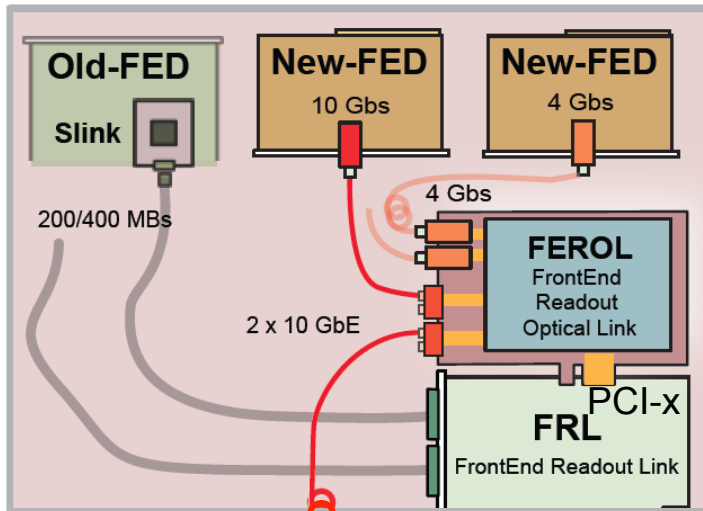 Old-FED
New-FED
New-FED
10 Gbs
4 Gbs
Slink
4 Gbs
200/400 MBs
FEROL
FrontEnd
Readout
Optical Link
2 x 10 GbE
PCI-x
FRL
FrontEnd Readout Link